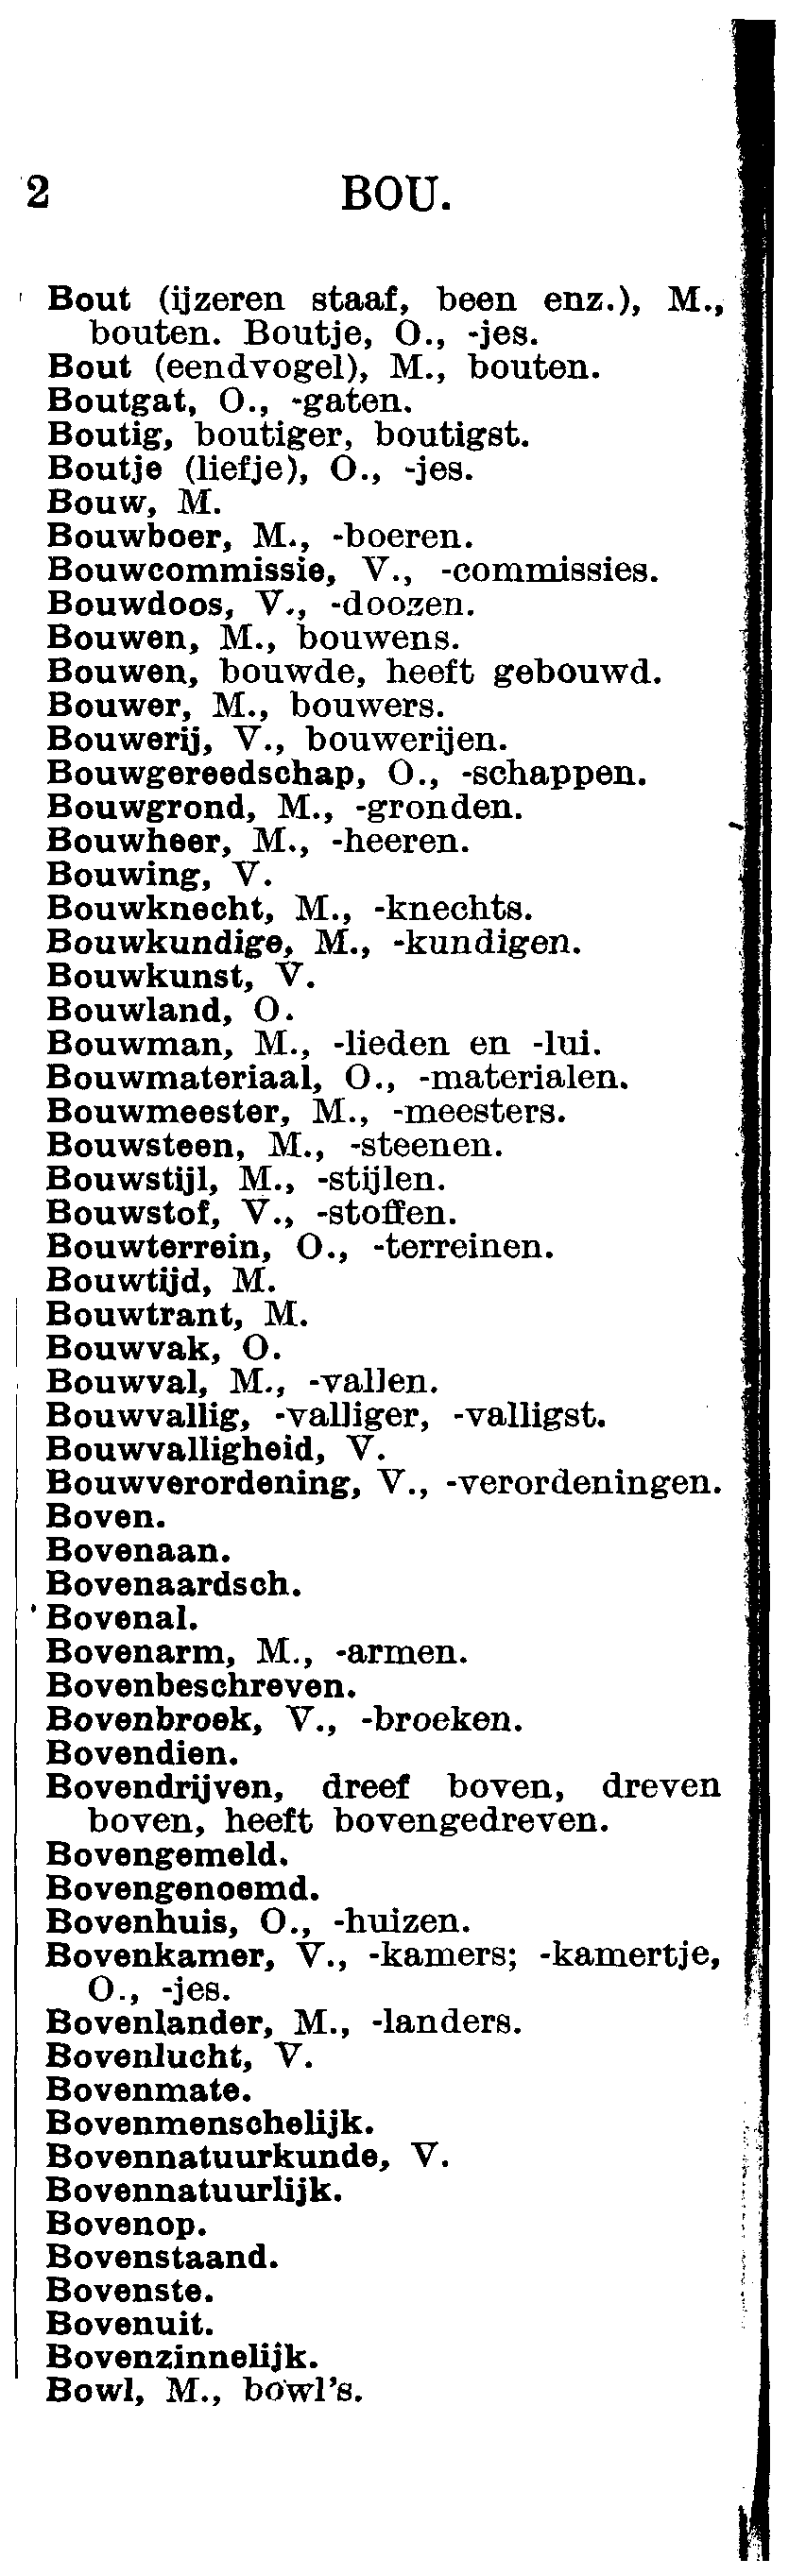 2 BOU.
Bout (ijzeren staaf, been enz.), M.,
bouten. Boutje, O., -jes.
Bout (eendvogel), M., bouten.
Boutgat, O., -gaten.
Boutig, boutiger, boutigst.
Boutje (liefje), O., -jes.
Bouw, M.
Bouwboer, M., -boeren.
Bouwcommissie, V., -commissies.
Bouwdoos, V., -doozen.
Bouwen, M., bouwens.
Bouwen, bouwde, heeft gebouwd.
Bouwer, M., bouwers.
Bouwerij, V., bouwerijen.
Bouwgereedschap, O., -schappen.
Bouwgrond, M., -gronden.
Bouwheer, M., -heeren.
Bouwing, V.
Bouwknecht, M., -knechts.
Bouwkundige, M., -kundigen.
Bouwkunst, V.
Bouwland, O.
Bouwman, M., -lieden en -lui.
Bouwmateriaal, O., -materialen.
Bouwmeester, M., -meesters.
Bouwsteen, M., -steenen.
Bouwstijl, M., -stijlen.
Bouwstof, V., -stoffen.
Bouwterrein, O., -terreinen.
Bouwtijd, M.
Bouwtrant, M.
Bouwvak, O.
Bouwval, M., -vallen.
Bouwvallig, -valliger, -valligst.
Bouwvalligheid, V.
Bouwverordening, V., -verordeningen.
Boven.
Bovenaan.
Bovenaardsch.
Bovenal.
Bovenarm, M., -armen.
Bovenbeschreven.
Bovenbroek, V., -broeken.
Bovendien.
Bovendrijven, dreef boven, dreven
boven, heeft bovengedreven.
Bovengemeld.
Bovengenoemd.
Bovenhuis, O., -huizen.
Bovenkamer, V., -kamers; -kamertje,
O., -jes.
Bovenlander, M., -landers.
Bovenlucht, V.
Bovenmate.
Bovenmenschelijk.
Bovennatuurkunde, V.
Bovennatuurlijk.
Bovenop.
Bovenstaand.
Bovenste.
Bovenuit.
Bovenzinnelijk.
Bowl, M., bowl's.